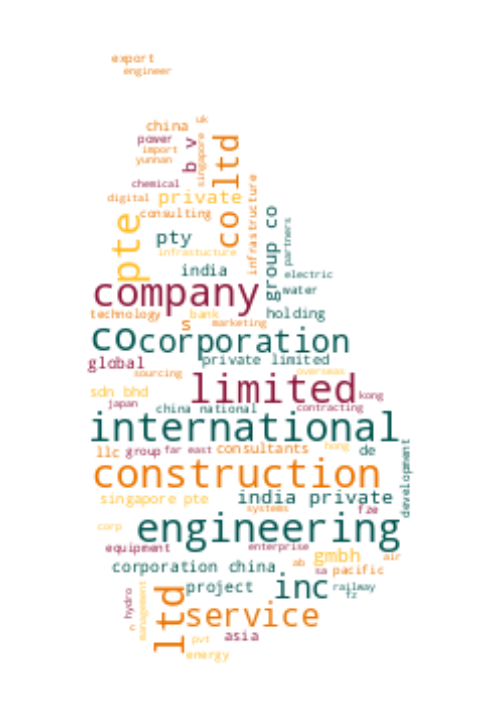 export
engineer
uk
china
power
import
yunnan
b v
singapore
co ltd
chemical
digital
private
infrastructure
consulting
pte
pty
group co
partners
infrastucture
india
electric
company
water
technology
bank
s
marketing
holding
co
corporation
global
private limited
sourcing
overseas
limited
sdn bhd
kong
japan
china national
contracting
international
llc
group
far east
consultants
hong
de
development
construction
singapore pte
india private
systems
fze
corp
engineering
equipment
enterprise
gmbh
air
corporation china
ab
sa
pacific
ltd
project
inc
railway
fz
hydro
management
service
n
asia
pvt
energy